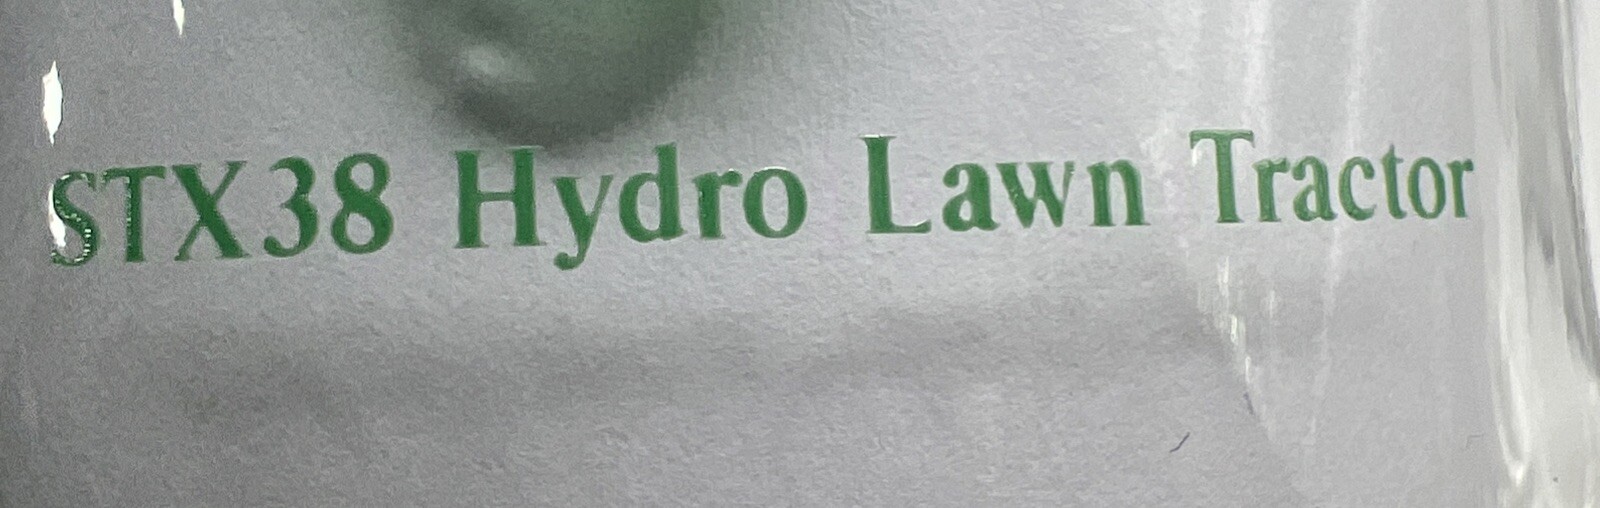 STX38 Hydro Lawn Tractor